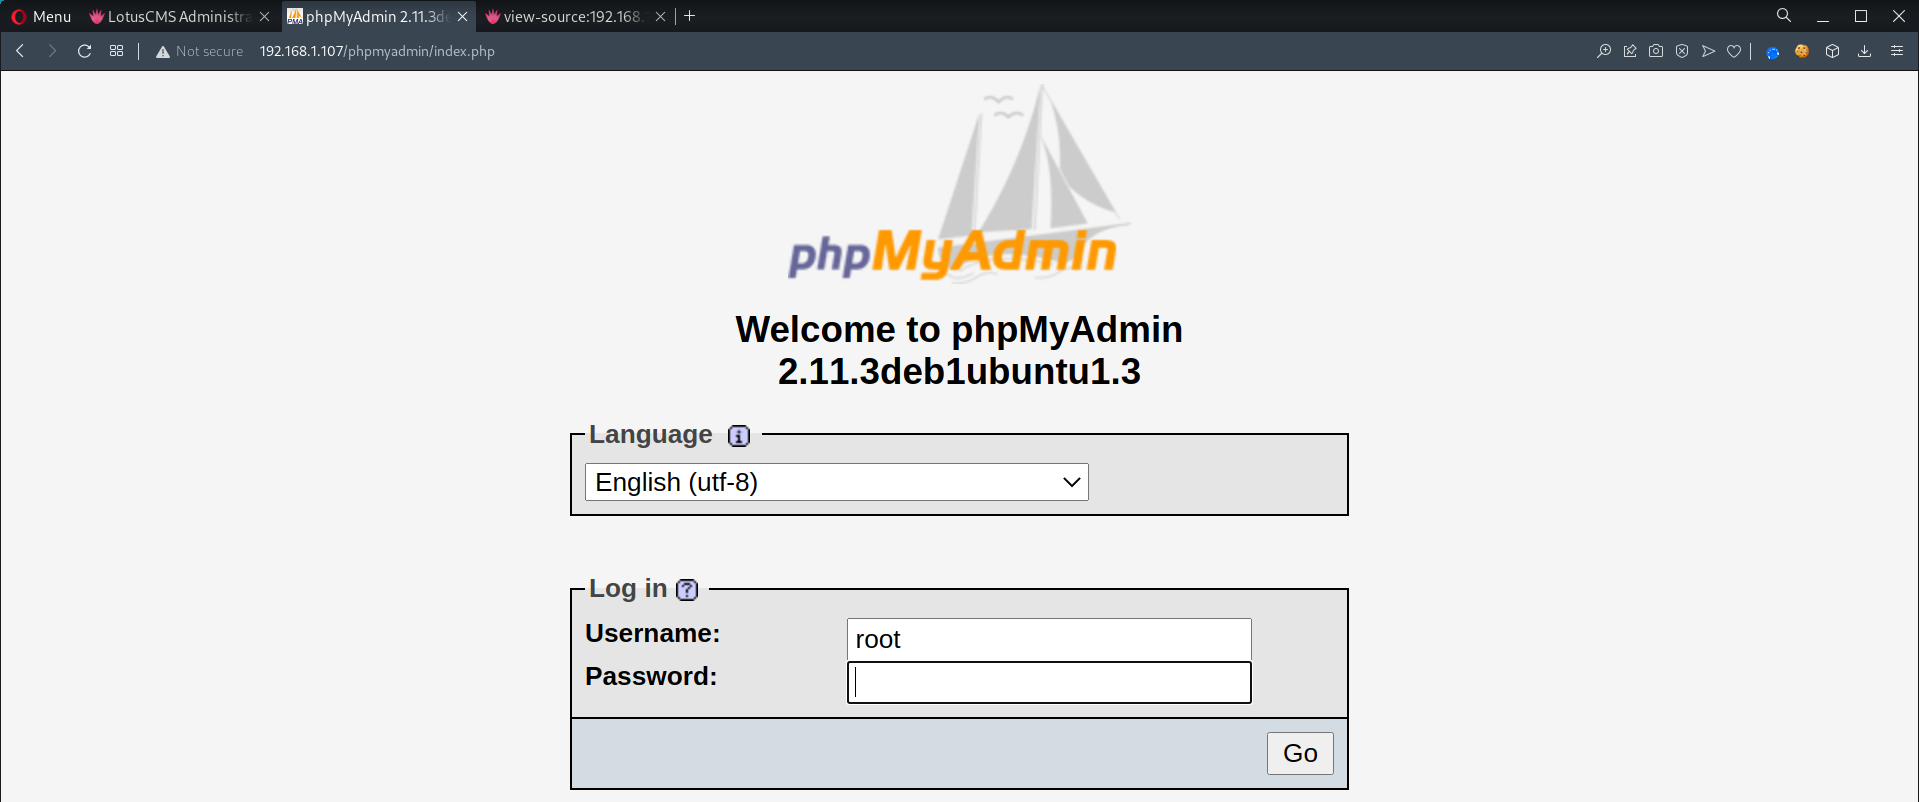 Menu
LotusCMS Administra
phpMyAdmin 2.11.3de
view-source:192.168.
Not secure
192.168.1.107/phpmyadmin/index.php
phpMyAdmin
Welcome to phpMyAdmin
2.11.3deb1ubuntu1.3
Language
English (utf-8)
Log in
Username:
root
Password:
Go